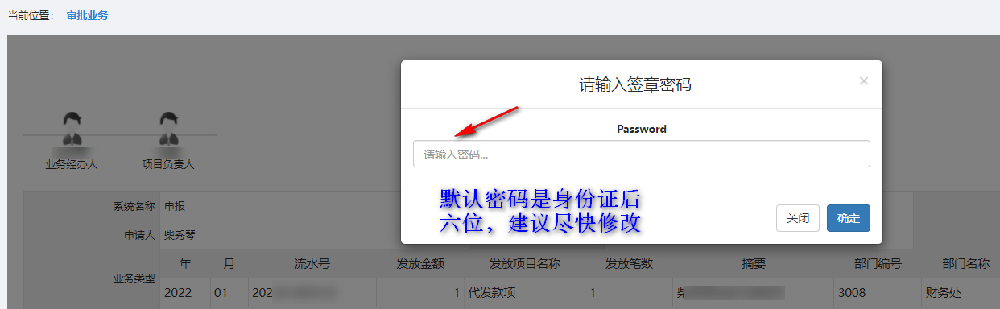 当前位置： 审批业务
请输入签章密码
×
Password
请输入密码...
默认密码是身份证后
六位，建议尽快修改
关闭 确定
业务经办人 项目负责人
系统名称 申报
申请人 柴秀琴
业务类型
年 月 流水号 发放金额 发放项目名称 发放笔数 摘要 部门编号 部门名称
2022 01 202 1 代发款项 1 柴 3008 财务处